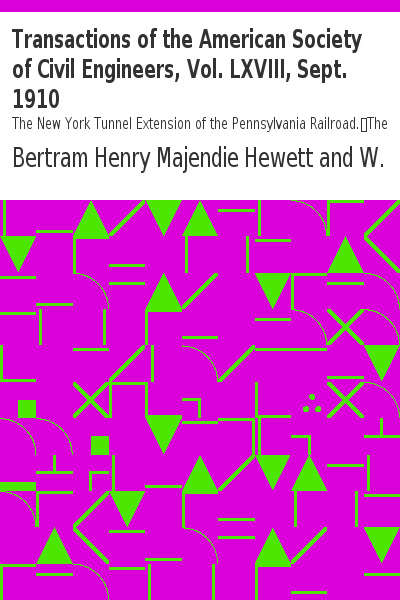 Transactions of the American Society
of Civil Engineers, Vol. LXVIII, Sept.
1910
The New York Tunnel Extension of the Pennsylvania Railroad.▯The
Bertram Henry Majendie Hewett and W.